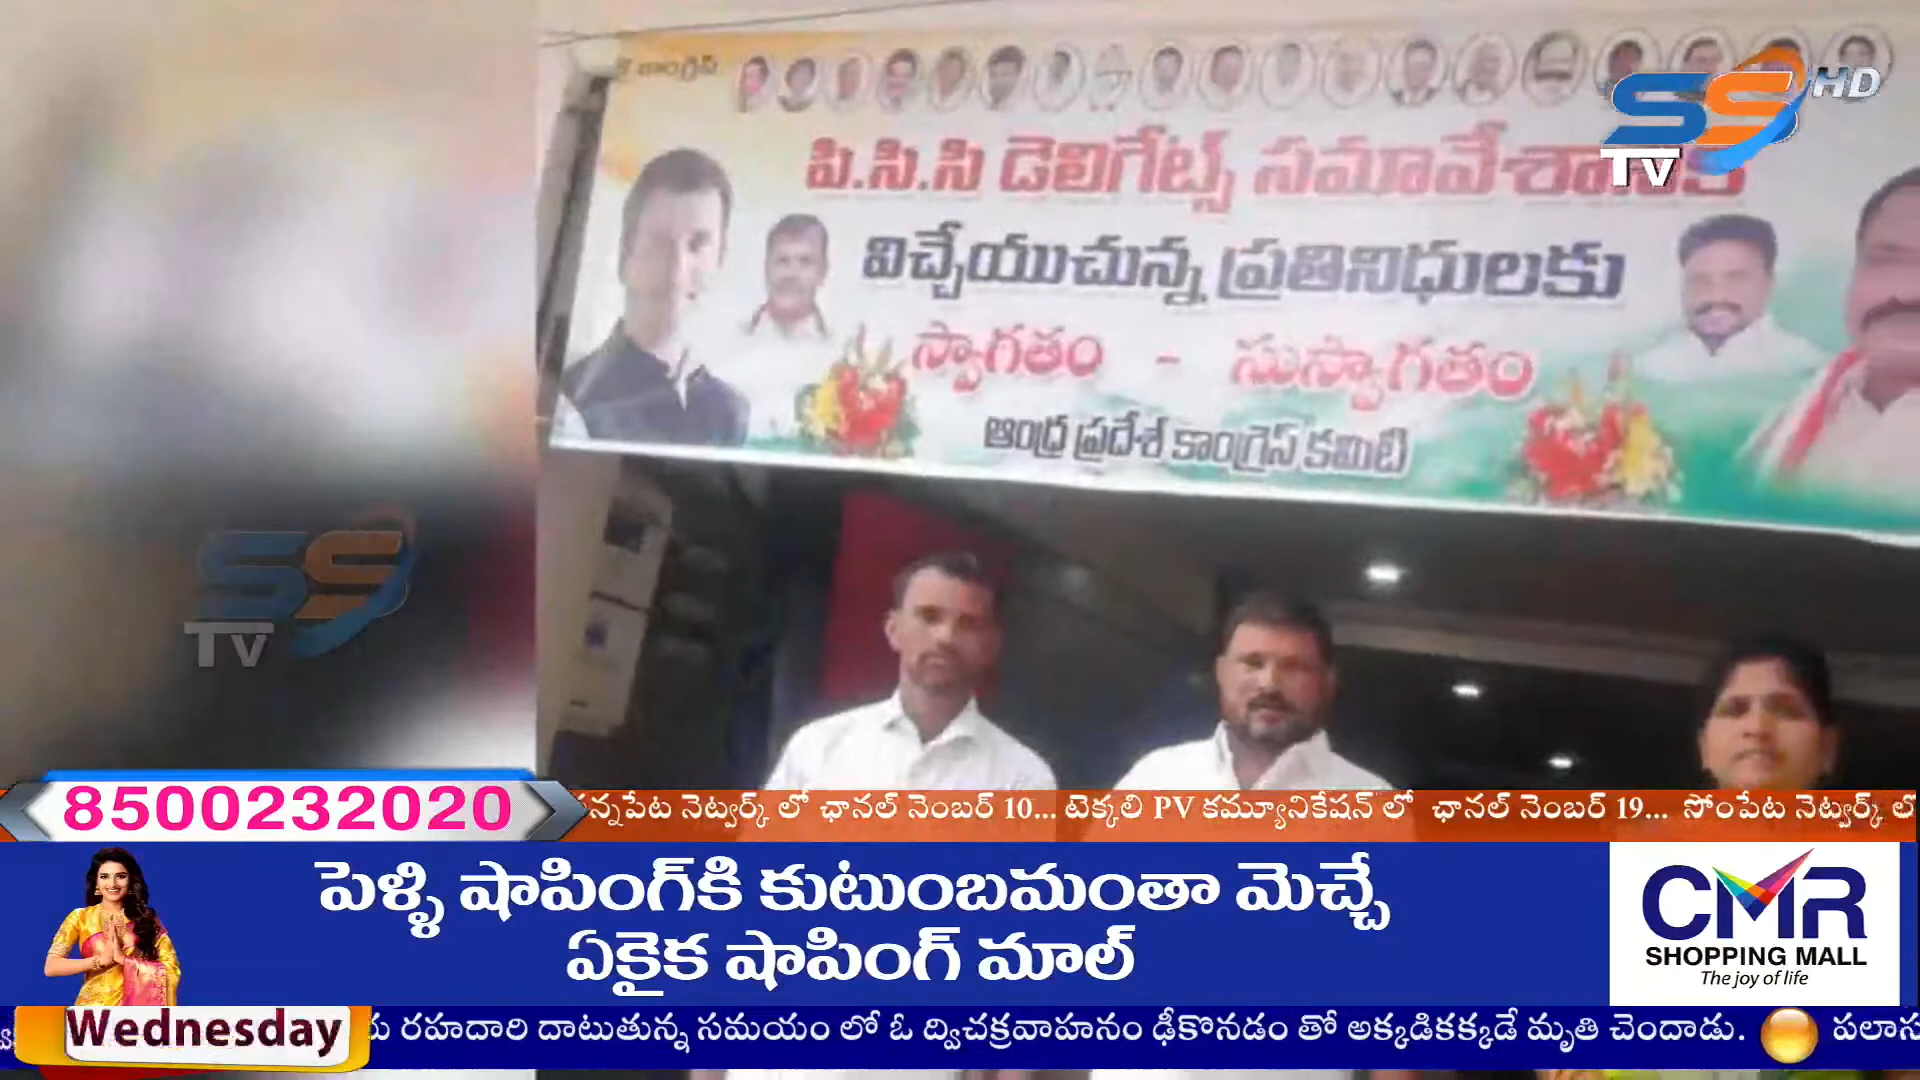 జై కాంగ్రెస్
పి.సి.సి డెలిగేట్స్ సమావేశానికి
విచ్చేయుచున్న ప్రతినిధులకు
స్వాగతం - సుస్వాగతం
ఆంధ్ర ప్రదేశ్ కాంగ్రెస్ కమిటి
SS HD
TV
SS
TV
8500232020
నెట్వర్క్ లో ఛానల్ నెంబర్ 10... టెక్కలి PV కమ్యూనికేషన్ లో ఛానల్ నెంబర్ 19... సోంపేట నెట్వర్క్ లో
పెళ్ళి షాపింగ్‌కి కుటుంబమంతా మెచ్చే
ఏకైక షాపింగ్ మాల్
CMR
SHOPPING MALL
The joy of life
Wednesday
రహదారి దాటుతున్న సమయం లో ఓ ద్విచక్రవాహనం ఢీకొనడం తో అక్కడికక్కడే మృతి చెందాడు. పలాస